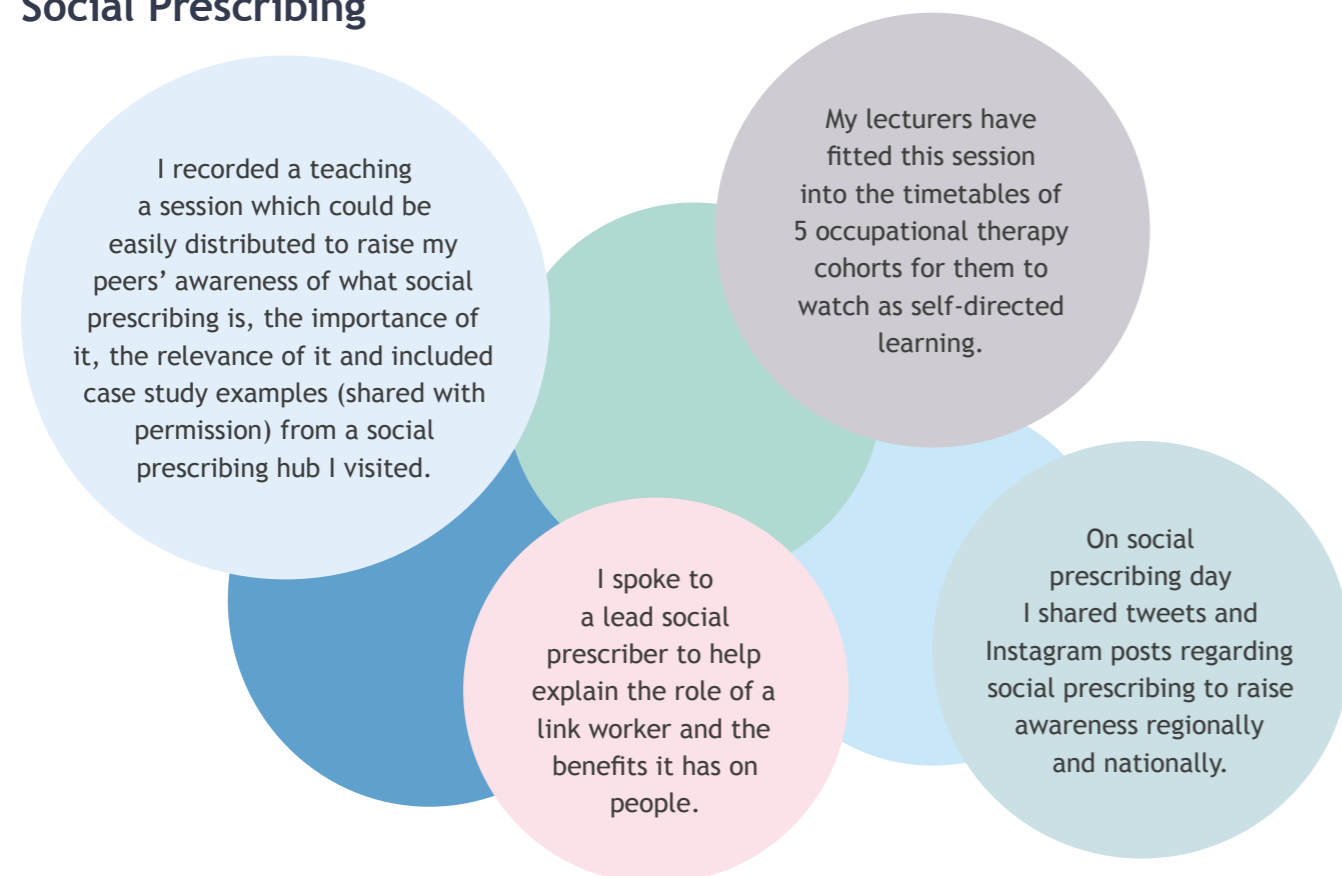 Social Prescribing
I recorded a teaching
a session which could be
easily distributed to raise my
peers’ awareness of what social
prescribing is, the importance of
it, the relevance of it and included
case study examples (shared with
permission) from a social
prescribing hub I visited.
My lecturers have
fitted this session
into the timetables of
5 occupational therapy
cohorts for them to
watch as self-directed
learning.
I spoke to
a lead social
prescriber to help
explain the role of a
link worker and the
benefits it has on
people.
On social
prescribing day
I shared tweets and
Instagram posts regarding
social prescribing to raise
awareness regionally
and nationally.